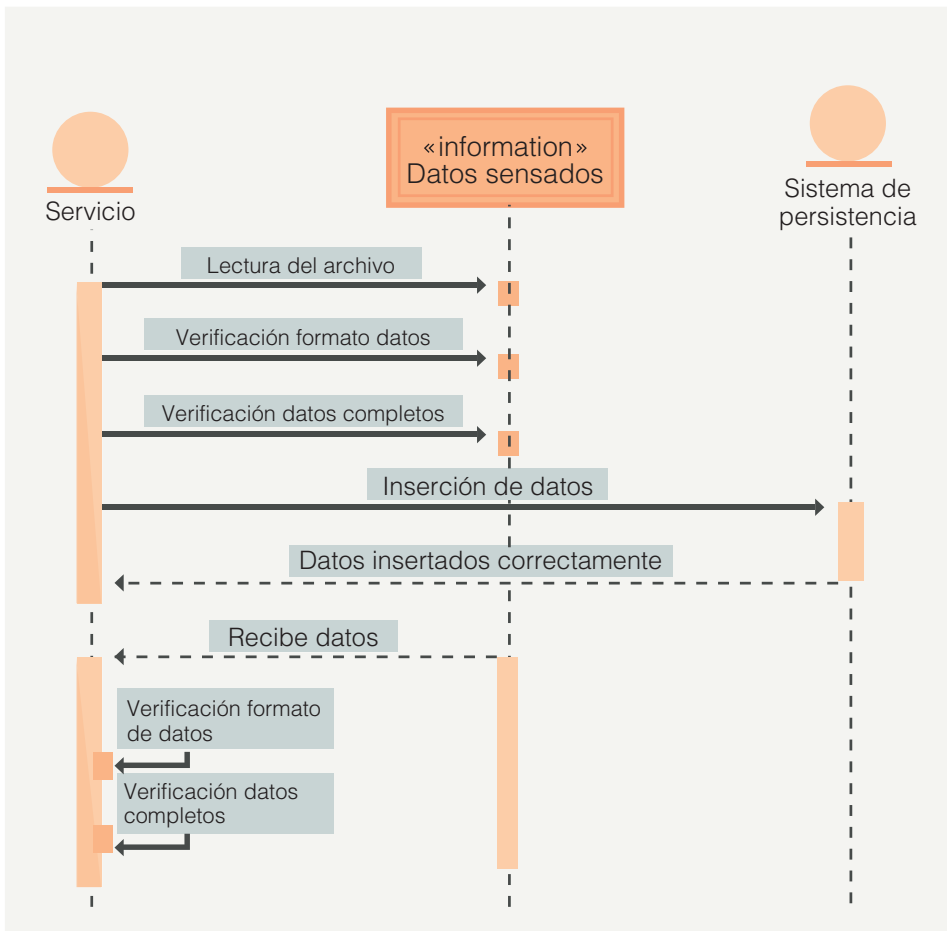 «information»
Datos sensados
Servicio
Sistema de
persistencia
Lectura del archivo
Verificación formato datos
Verificación datos completos
Inserción de datos
Datos insertados correctamente
Recibe datos
Verificación formato
de datos
Verificación datos
completos